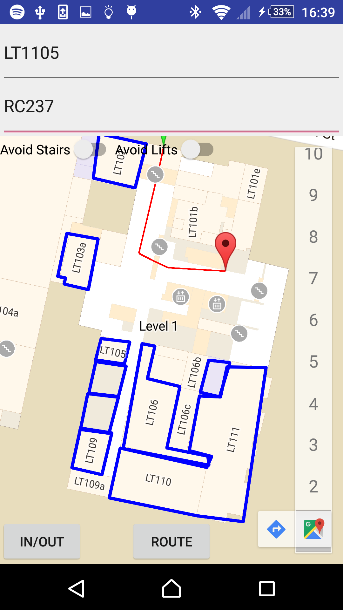 33% 16:39
LT1105
RC237
Avoid Stairs
Avoid Lifts
10
LT101e
9
LT101b
8
LT103a
7
04a
6
Level 1
LT105
5
LT106b
4
LT106
LT106c
LT111
3
LT109
LT110
LT109a
2
IN/OUT
ROUTE